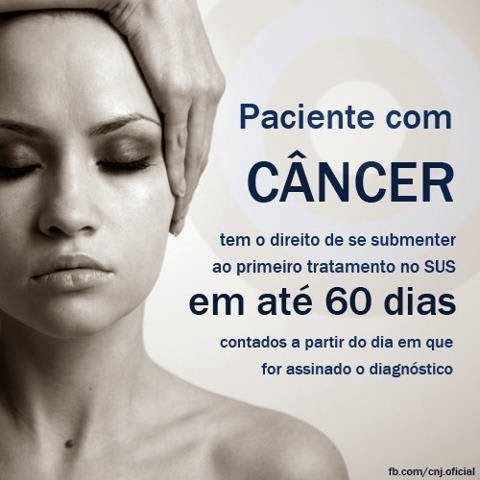 Paciente com
CÂNCER
tem o direito de se submenter
ao primeiro tratamento no SUS
em até 60 dias
contados a partir do dia em que
for assinado o diagnóstico
fb.com/cnj.oficial